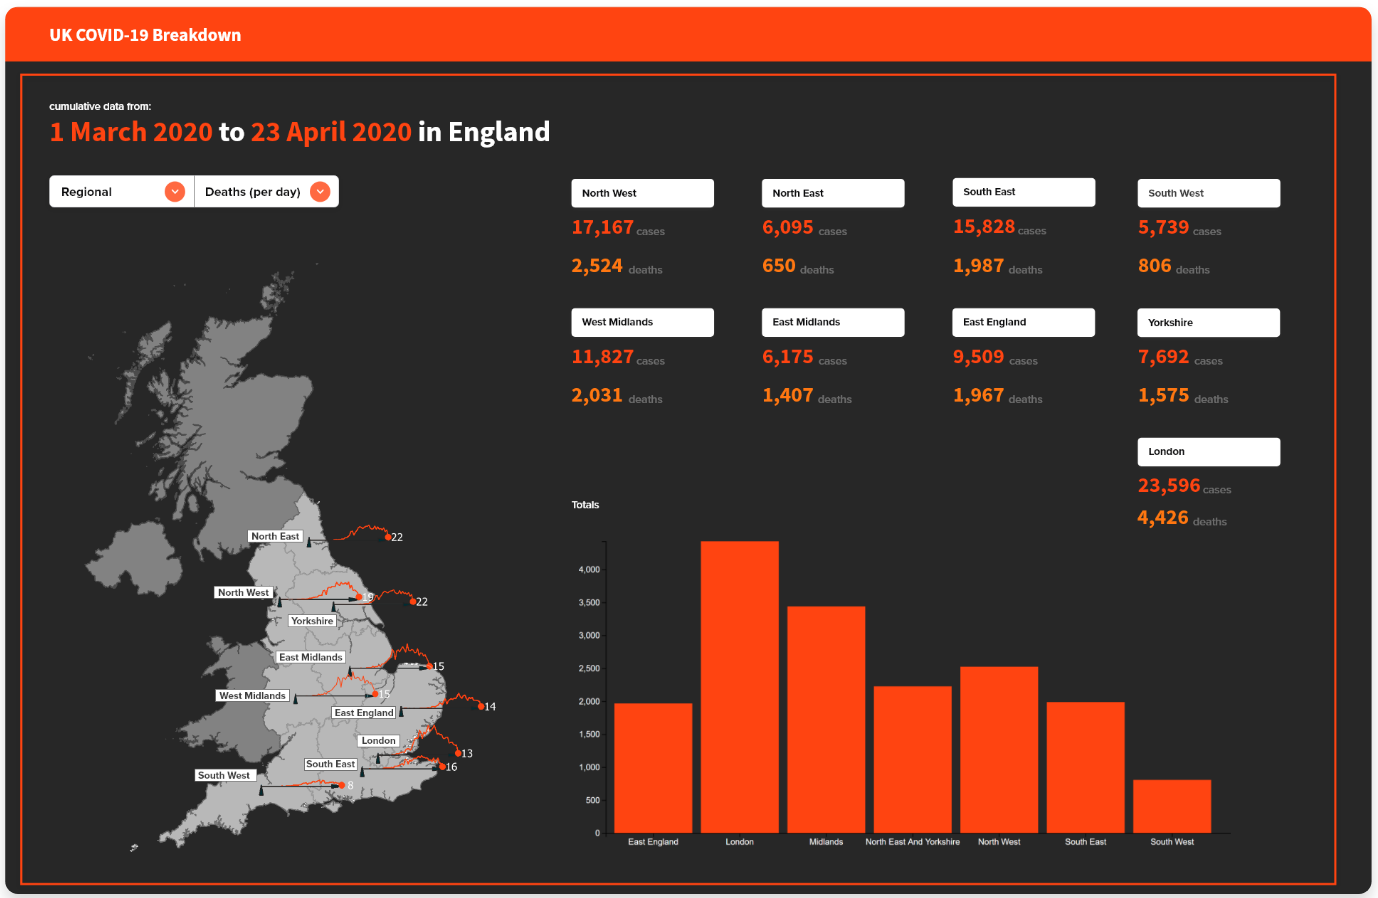 UK COVID-19 Breakdown
cumulative data from:
1 March 2020 to 23 April 2020 in England
Regional
Deaths (per day)
North West
17,167 cases
2,524 deaths
North East
6,095 cases
650 deaths
South East
15,828 cases
1,987 deaths
South West
5,739 cases
806 deaths
West Midlands
11,827 cases
2,031 deaths
East Midlands
6,175 cases
1,407 deaths
East England
9,509 cases
1,967 deaths
Yorkshire
7,692 cases
1,575 deaths
London
23,596 cases
4,426 deaths
North East
22
North West
19
22
Yorkshire
East Midlands
15
West Midlands
15
East England
14
London
13
South East
16
South West
8
Totals
4,000
3,500
3,000
2,500
2,000
1,500
1,000
500
0
East England
London
Midlands
North East And Yorkshire
North West
South East
South West